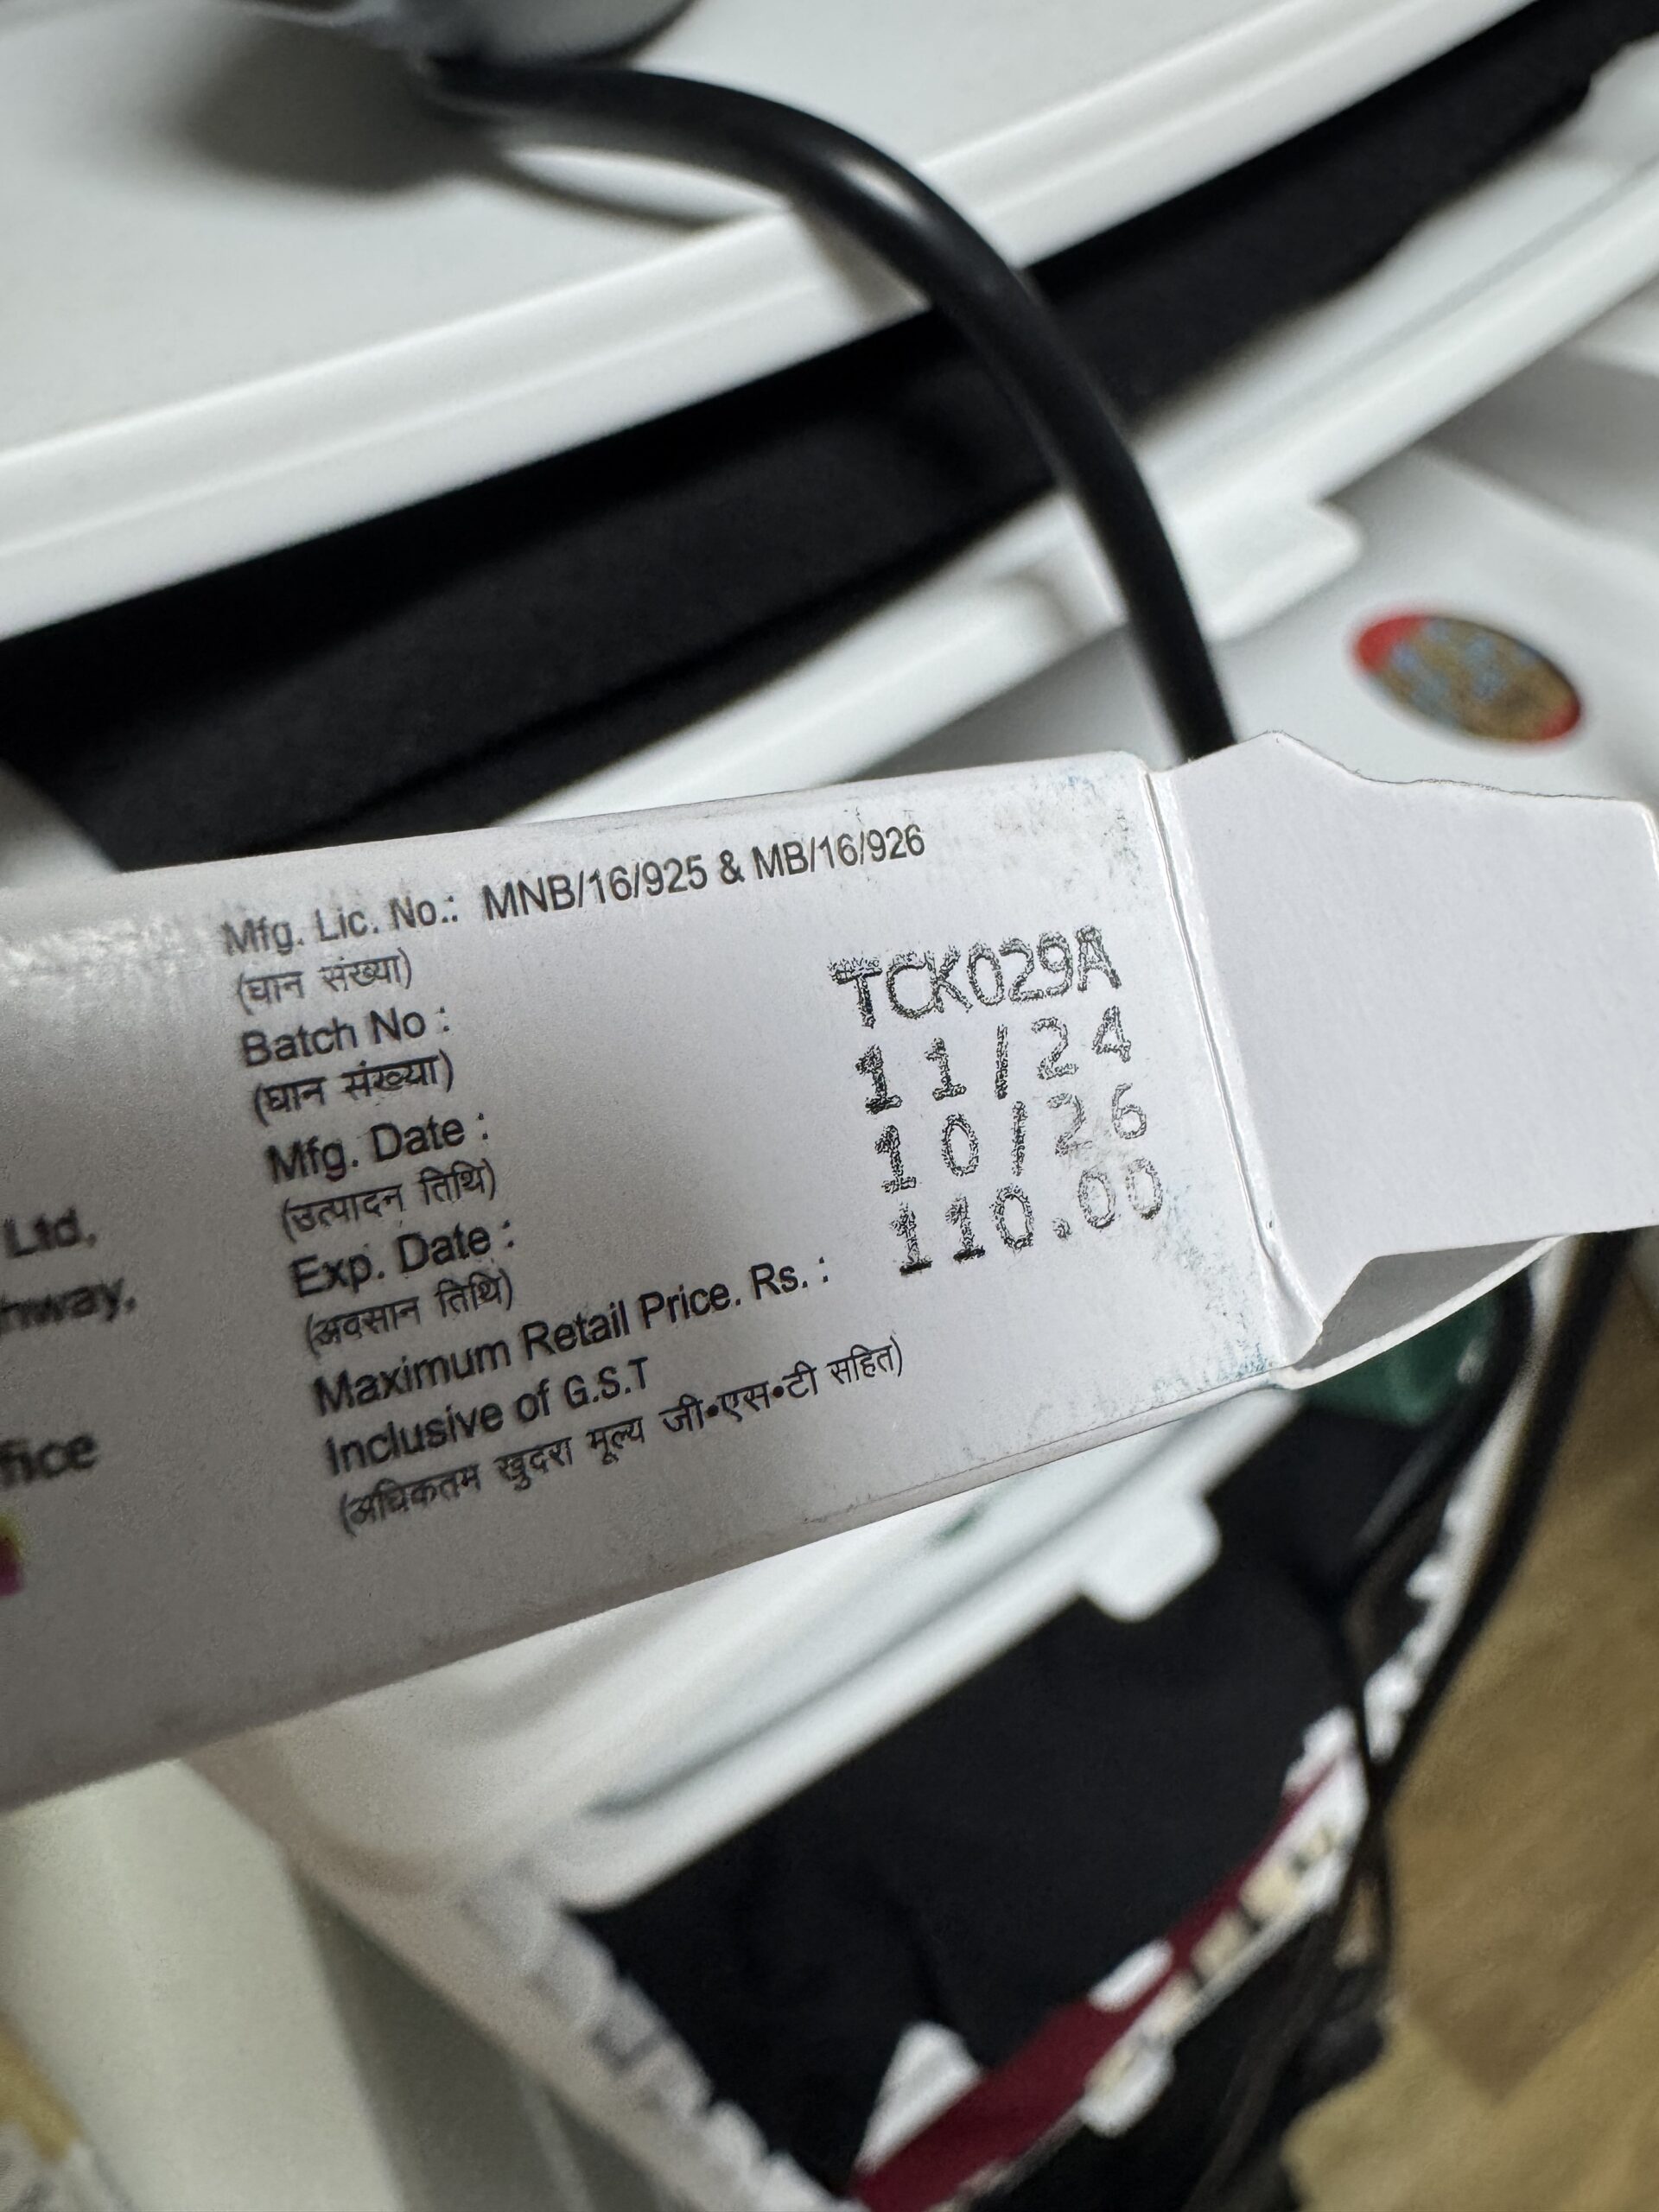 Mfg. Lic. No.: MNB/16/925 & MB/16/926
(घान संख्या)
Batch No : TCK029A
(घान संख्या)
Mfg. Date : 11/24
(उत्पादन तिथि)
Exp. Date : 10/26
(अवसान तिथि)
Maximum Retail Price. Rs. : 110.00
Inclusive of G.S.T
(अधिकतम खुदरा मूल्य जी•एस•टी सहित)
Ltd,